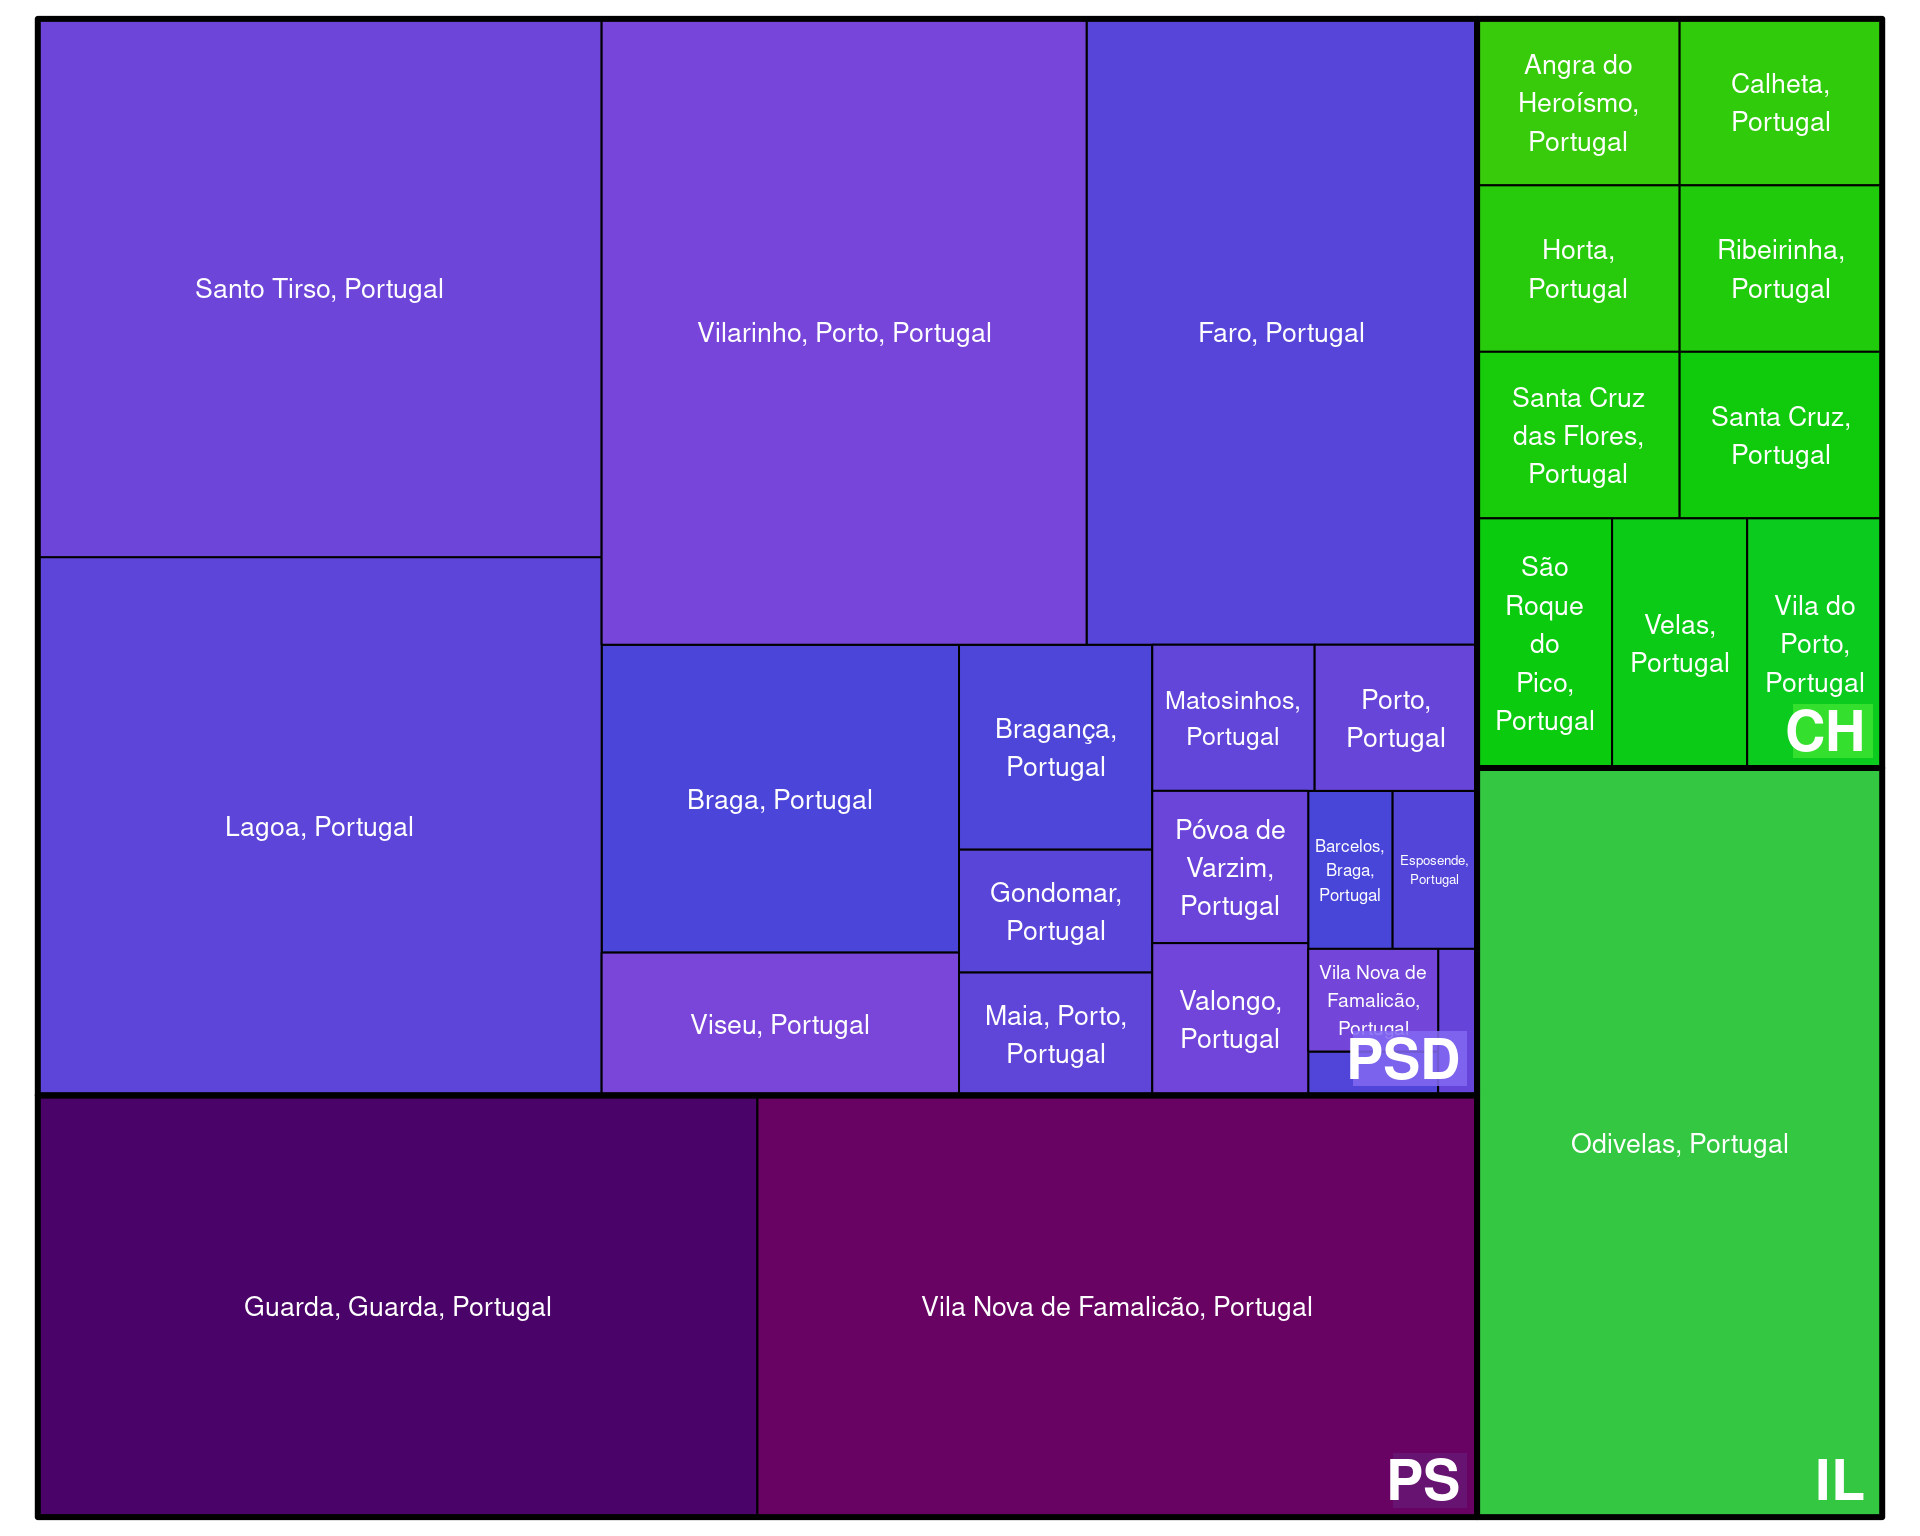 Santo Tirso, Portugal
Vilarinho, Porto, Portugal
Faro, Portugal
Lagoa, Portugal
Braga, Portugal
Viseu, Portugal
Bragança,
Portugal
Gondomar,
Portugal
Maia, Porto,
Portugal
Matosinhos,
Portugal
Porto,
Portugal
Póvoa de
Varzim,
Portugal
Valongo,
Portugal
Barcelos,
Braga,
Portugal
Esposende,
Portugal
Vila Nova de
Famalicão,
Portugal
PSD
Guarda, Guarda, Portugal
Vila Nova de Famalicão, Portugal
PS
Angra do
Heroísmo,
Portugal
Calheta,
Portugal
Horta,
Portugal
Ribeirinha,
Portugal
Santa Cruz
das Flores,
Portugal
Santa Cruz,
Portugal
São
Roque
do
Pico,
Portugal
Velas,
Portugal
Vila do
Porto,
Portugal
CH
Odivelas, Portugal
IL